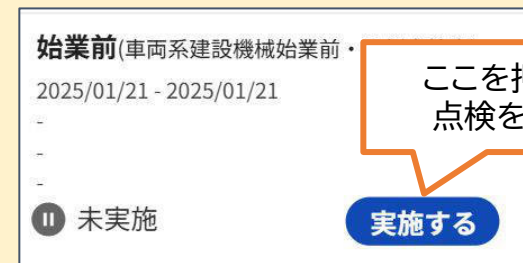 始業前(車両系建設機械始業前・
2025/01/21 - 2025/01/21
-
-
-
未実施
ここを
点検を
実施する